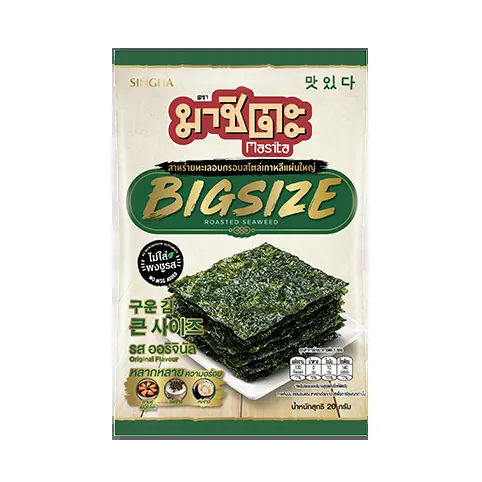 SINGHA
맛있다
ตรา
มาชิตะ
Masita
สาหร่ายทะเลอบกรอบสไตล์เกาหลีแผ่นใหญ่
BIGSIZE
ROASTED SEAWEED
ไม่ใส่
ผงชูรส
NO MSG ADDED
구운 김
큰 사이즈
รส ออริจินัล
Original Flavour
หลากหลาย ความอร่อย
น้ำหนักสุทธิ 20 กรัม